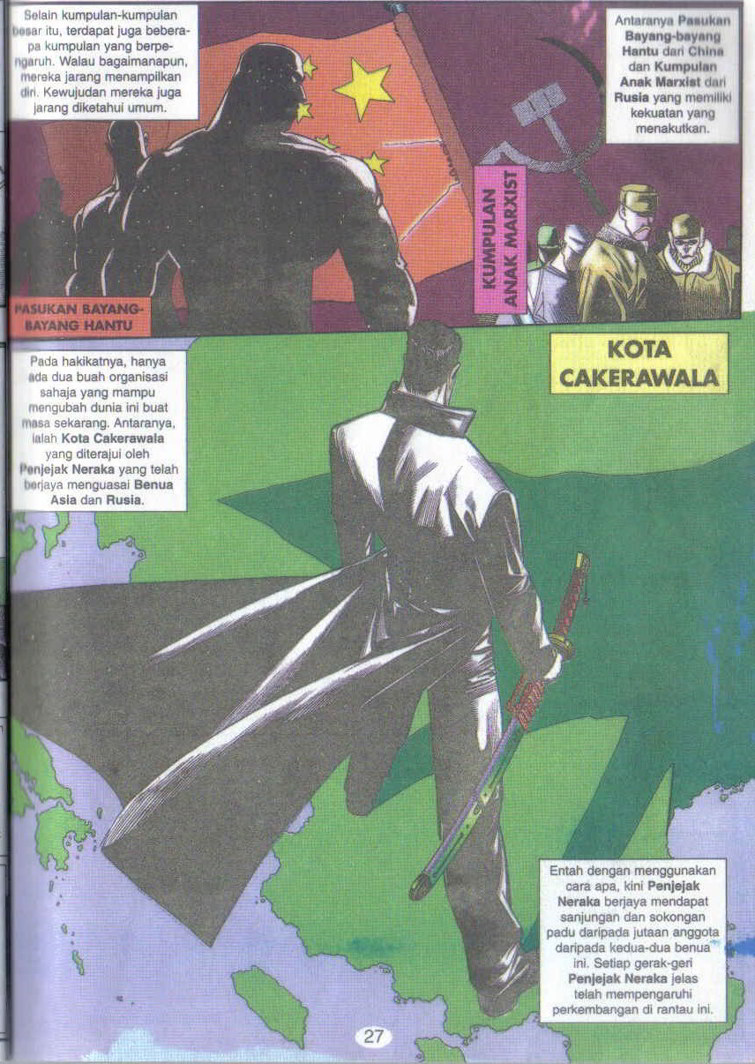 Selain kumpulan-kumpulan
besar itu, terdapat juga bebera-
pa kumpulan yang berpe-
ngaruh. Walau bagaimanapun,
mereka jarang menampilkan
diri. Kewujudan mereka juga
jarang diketahui umum.
Antaranya Pasukan
Bayang-bayang
Hantu dari China
dan Kumpulan
Anak Marxist dari
Rusia yang memiliki
kekuatan yang
menakutkan.
PASUKAN BAYANG-
BAYANG HANTU
KUMPULAN
ANAK MARXIST
KOTA
CAKERAWALA
Pada hakikatnya, hanya
ada dua buah organisasi
sahaja yang mampu
mengubah dunia ini buat
masa sekarang. Antaranya,
ialah Kota Cakerawala
yang diterajui oleh
Penjejak Neraka yang telah
berjaya menguasai Benua
Asia dan Rusia.
Entah dengan menggunakan
cara apa, kini Penjejak
Neraka berjaya mendapat
sanjungan dan sokongan
padu daripada jutaan anggota
daripada kedua-dua benua
ini. Setiap gerak-geri
Penjejak Neraka jelas
telah mempengaruhi
perkembangan di rantau ini.
27